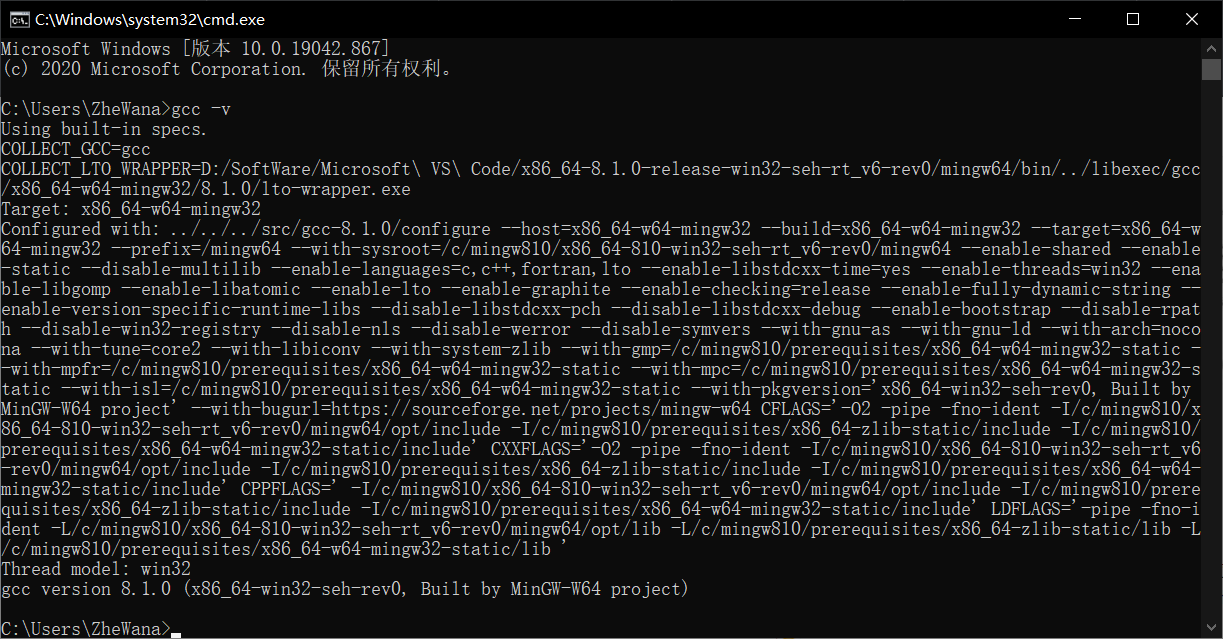 C:\Windows\system32\cmd.exe
Microsoft Windows [版本 10.0.19042.867]
(c) 2020 Microsoft Corporation. 保留所有权利。
C:\Users\ZheWana>gcc -v
Using built-in specs.
COLLECT_GCC=gcc
COLLECT_LTO_WRAPPER=D:/SoftWare/Microsoft\ VS\ Code/x86_64-8.1.0-release-win32-seh-rt_v6-rev0/mingw64/bin/../libexec/gcc
/x86_64-w64-mingw32/8.1.0/lto-wrapper.exe
Target: x86_64-w64-mingw32
Configured with: ../../../src/gcc-8.1.0/configure --host=x86_64-w64-mingw32 --build=x86_64-w64-mingw32 --target=x86_64-w
64-mingw32 --prefix=/mingw64 --with-sysroot=/c/mingw810/x86_64-810-win32-seh-rt_v6-rev0/mingw64 --enable-shared --enable
-static --disable-multilib --enable-languages=c,c++,fortran,lto --enable-libstdcxx-time=yes --enable-threads=win32 --ena
ble-libgomp --enable-libatomic --enable-lto --enable-graphite --enable-checking=release --enable-fully-dynamic-string --
enable-version-specific-runtime-libs --disable-libstdcxx-pch --disable-libstdcxx-debug --enable-bootstrap --disable-rpat
h --disable-win32-registry --disable-nls --disable-werror --disable-symvers --with-gnu-as --with-gnu-ld --with-arch=noco
na --with-tune=core2 --with-libiconv --with-system-zlib --with-gmp=/c/mingw810/prerequisites/x86_64-w64-mingw32-static -
-with-mpfr=/c/mingw810/prerequisites/x86_64-w64-mingw32-static --with-mpc=/c/mingw810/prerequisites/x86_64-w64-mingw32-s
tatic --with-isl=/c/mingw810/prerequisites/x86_64-w64-mingw32-static --with-pkgversion='x86_64-win32-seh-rev0, Built by
MinGW-W64 project' --with-bugurl=https://sourceforge.net/projects/mingw-w64 CFLAGS='-O2 -pipe -fno-ident -I/c/mingw810/x
86_64-810-win32-seh-rt_v6-rev0/mingw64/opt/include -I/c/mingw810/prerequisites/x86_64-zlib-static/include -I/c/mingw810/
prerequisites/x86_64-w64-mingw32-static/include' CXXFLAGS='-O2 -pipe -fno-ident -I/c/mingw810/x86_64-810-win32-seh-rt_v6
-rev0/mingw64/opt/include -I/c/mingw810/prerequisites/x86_64-zlib-static/include -I/c/mingw810/prerequisites/x86_64-w64-
mingw32-static/include' CPPFLAGS=' -I/c/mingw810/x86_64-810-win32-seh-rt_v6-rev0/mingw64/opt/include -I/c/mingw810/prere
quisites/x86_64-zlib-static/include -I/c/mingw810/prerequisites/x86_64-w64-mingw32-static/include' LDFLAGS='-pipe -fno-i
dent -L/c/mingw810/x86_64-810-win32-seh-rt_v6-rev0/mingw64/opt/lib -L/c/mingw810/prerequisites/x86_64-zlib-static/lib -L
/c/mingw810/prerequisites/x86_64-w64-mingw32-static/lib '
Thread model: win32
gcc version 8.1.0 (x86_64-win32-seh-rev0, Built by MinGW-W64 project)
C:\Users\ZheWana>